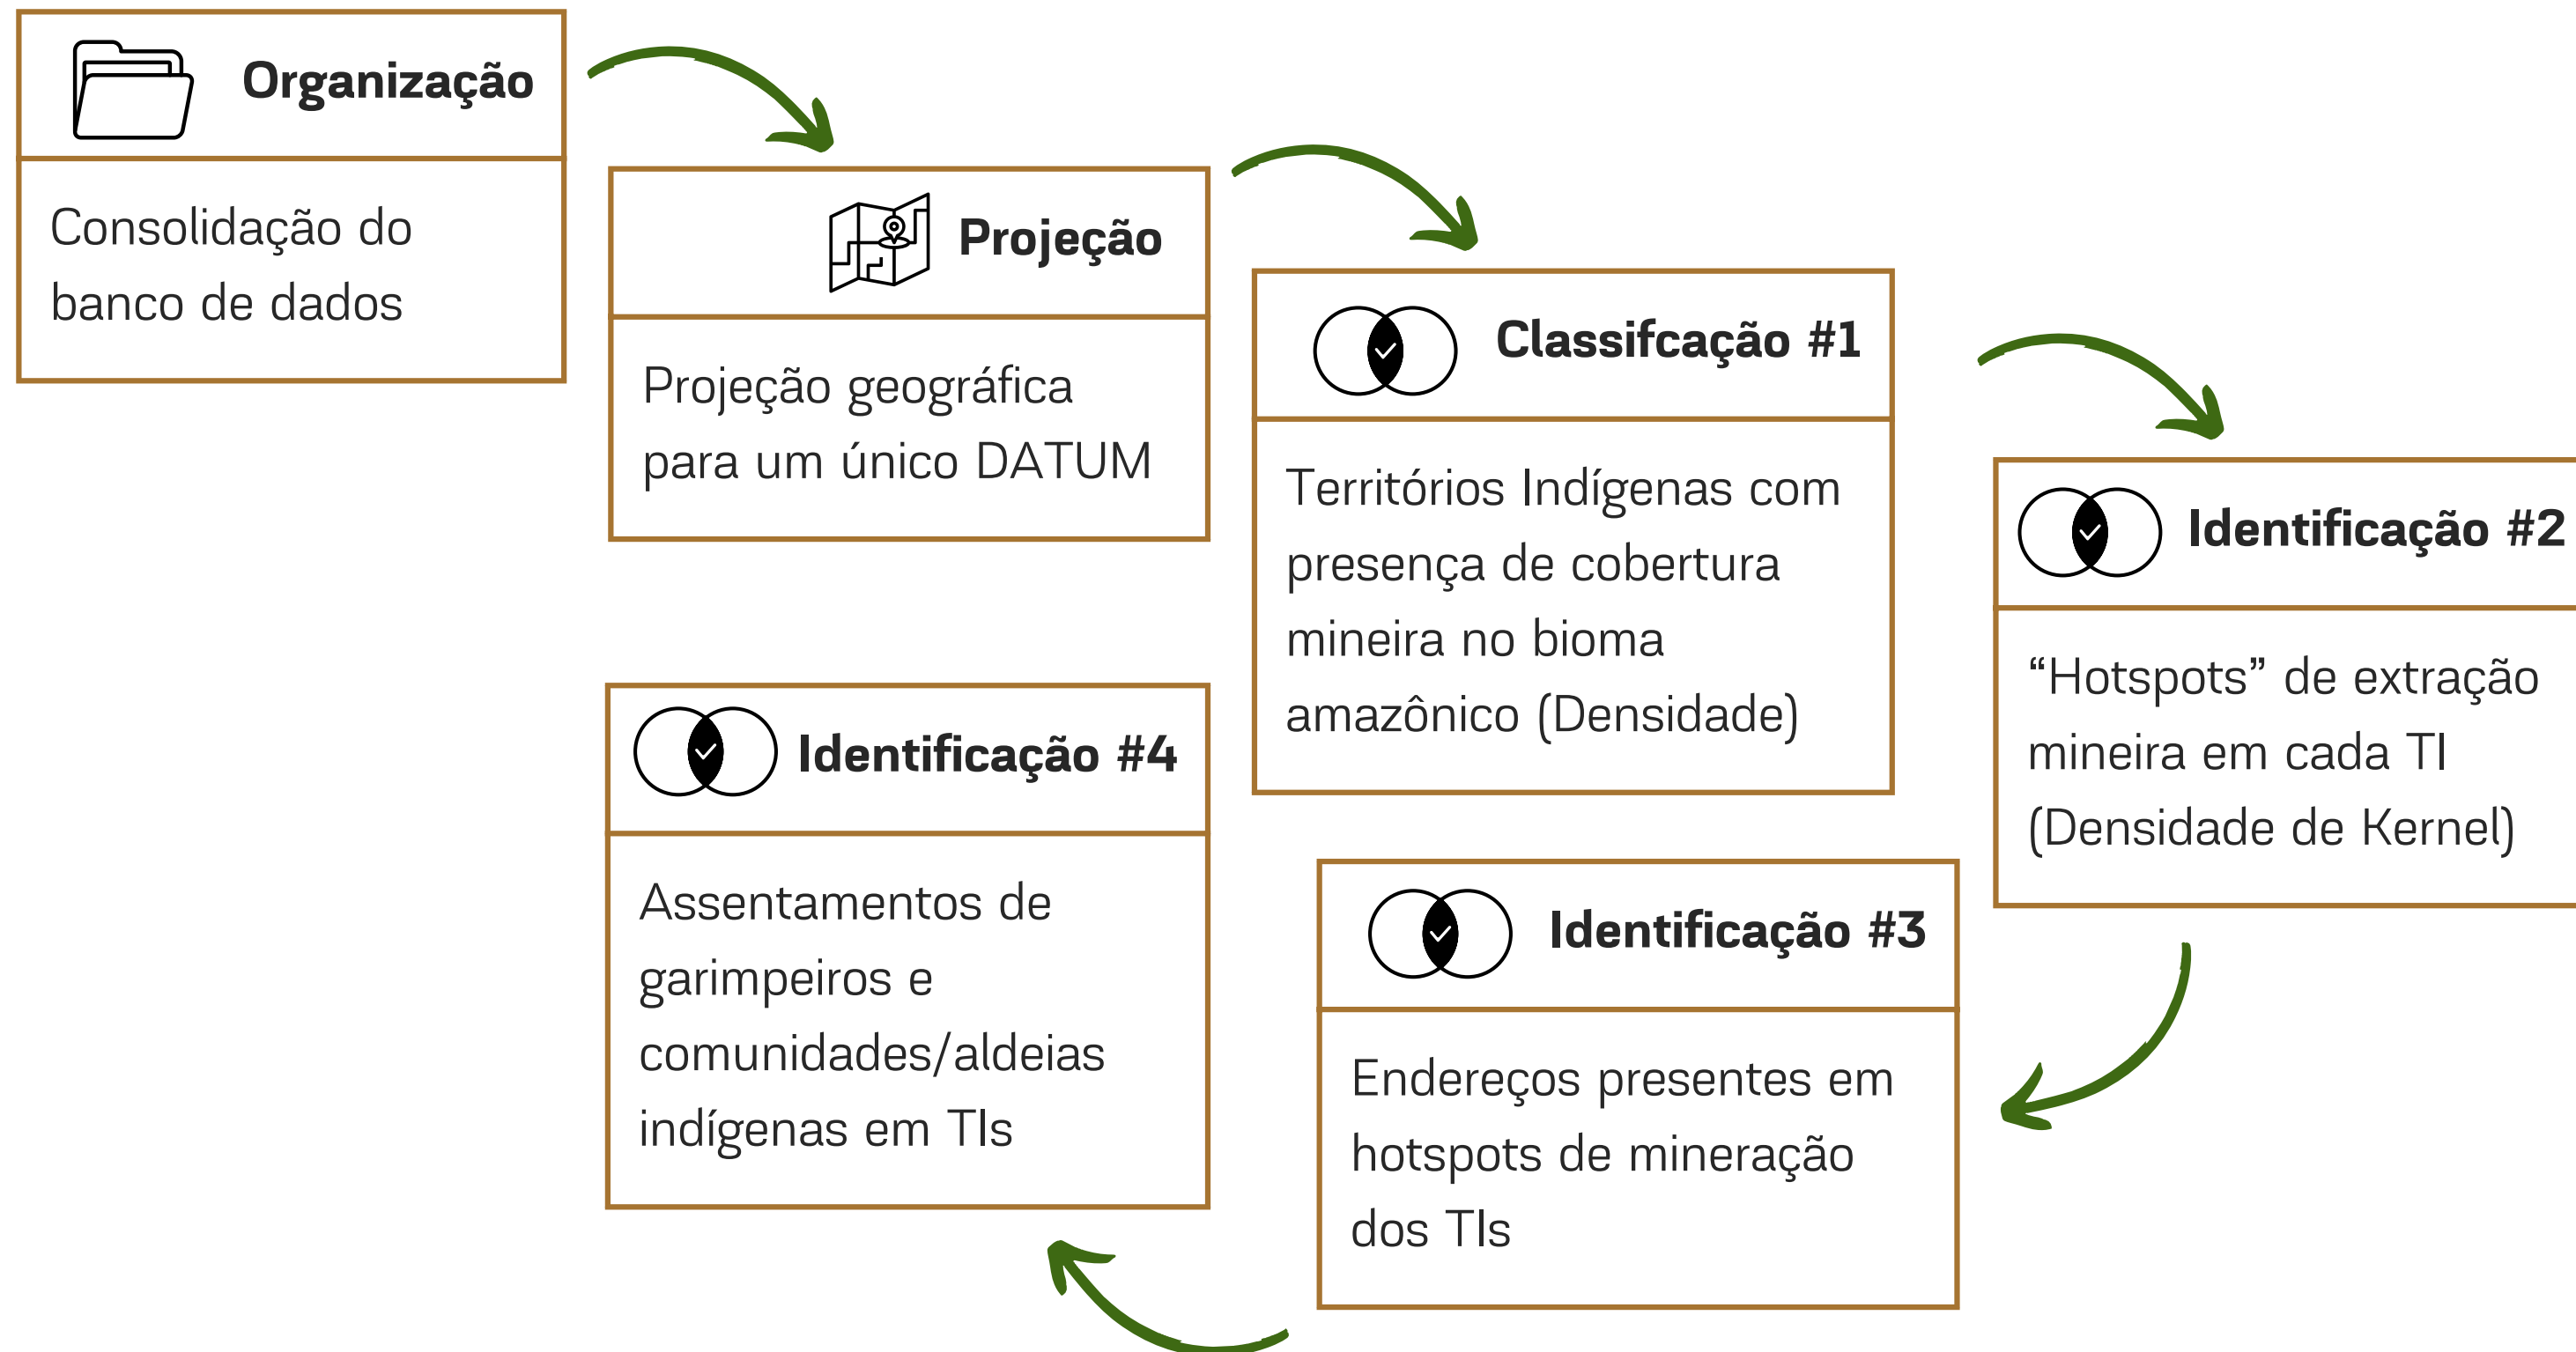 Organização
Consolidação do
banco de dados
Projeção
Projeção geográfica
para um único DATUM
Classifcação #1
Territórios Indígenas com
presença de cobertura
mineira no bioma
amazônico (Densidade)
Identificação #2
“Hotspots” de extração
mineira em cada TI
(Densidade de Kernel)
Identificação #3
Endereços presentes em
hotspots de mineração
dos TIs
Identificação #4
Assentamentos de
garimpeiros e
comunidades/aldeias
indígenas em TIs